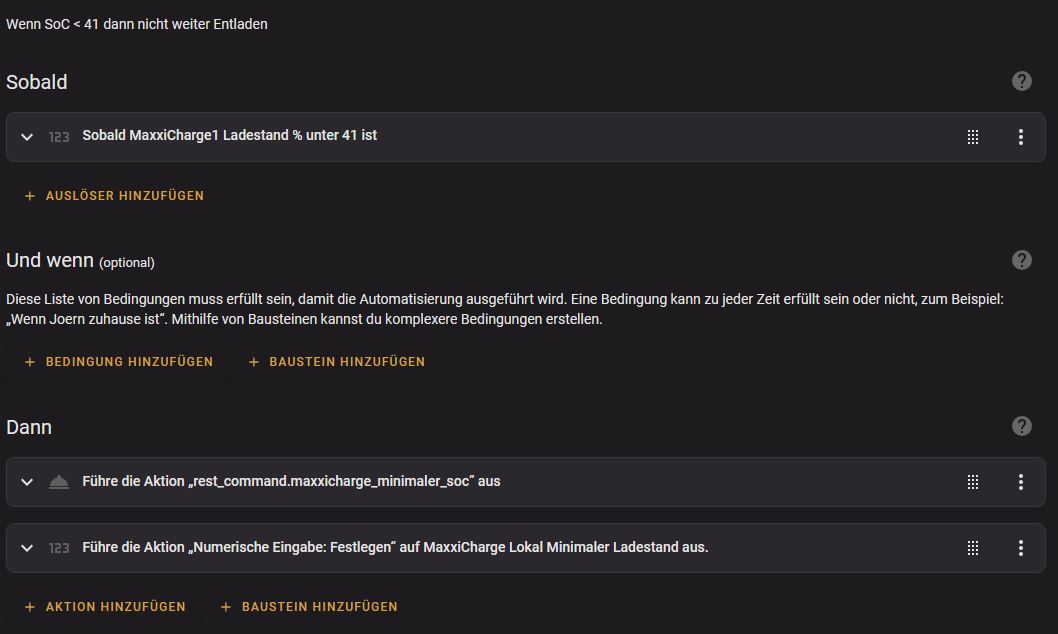 Wenn SoC < 41 dann nicht weiter Entladen
Sobald
?
123 Sobald MaxxiCharge1 Ladestand % unter 41 ist
+ AUSLÖSER HINZUFÜGEN
Und wenn (optional)
?
Diese Liste von Bedingungen muss erfüllt sein, damit die Automatisierung ausgeführt wird. Eine Bedingung kann zu jeder Zeit erfüllt sein oder nicht, zum Beispiel:
„Wenn Joern zuhause ist“. Mithilfe von Bausteinen kannst du komplexere Bedingungen erstellen.
+ BEDINGUNG HINZUFÜGEN + BAUSTEIN HINZUFÜGEN
Dann
?
Führe die Aktion „rest_command.maxxicharge_minimaler_soc“ aus
123 Führe die Aktion „Numerische Eingabe: Festlegen“ auf MaxxiCharge Lokal Minimaler Ladestand aus.
+ AKTION HINZUFÜGEN + BAUSTEIN HINZUFÜGEN